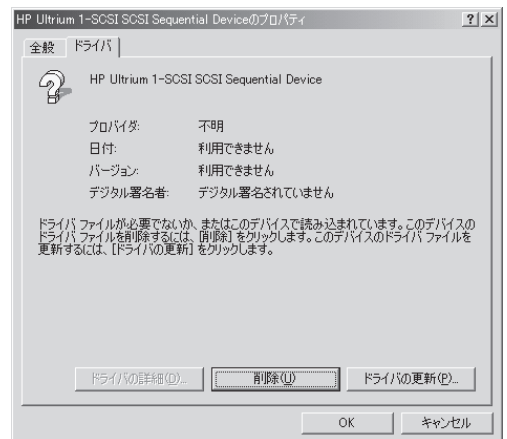 HP Ultrium 1-SCSI SCSI Sequential Deviceのプロパティ
? ×
全般 ドライバ
HP Ultrium 1-SCSI SCSI Sequential Device
プロバイダ: 不明
日付: 利用できません
バージョン: 利用できません
デジタル署名者: デジタル署名されていません
ドライバ ファイルが必要でないか、またはこのデバイスで読み込まれています。このデバイスの
ドライバ ファイルを削除するには、[削除] をクリックします。このデバイスのドライバ ファイルを
更新するには、[ドライバの更新] をクリックします。
ドライバの詳細(D)... 削除(U) ドライバの更新(P)...
OK キャンセル